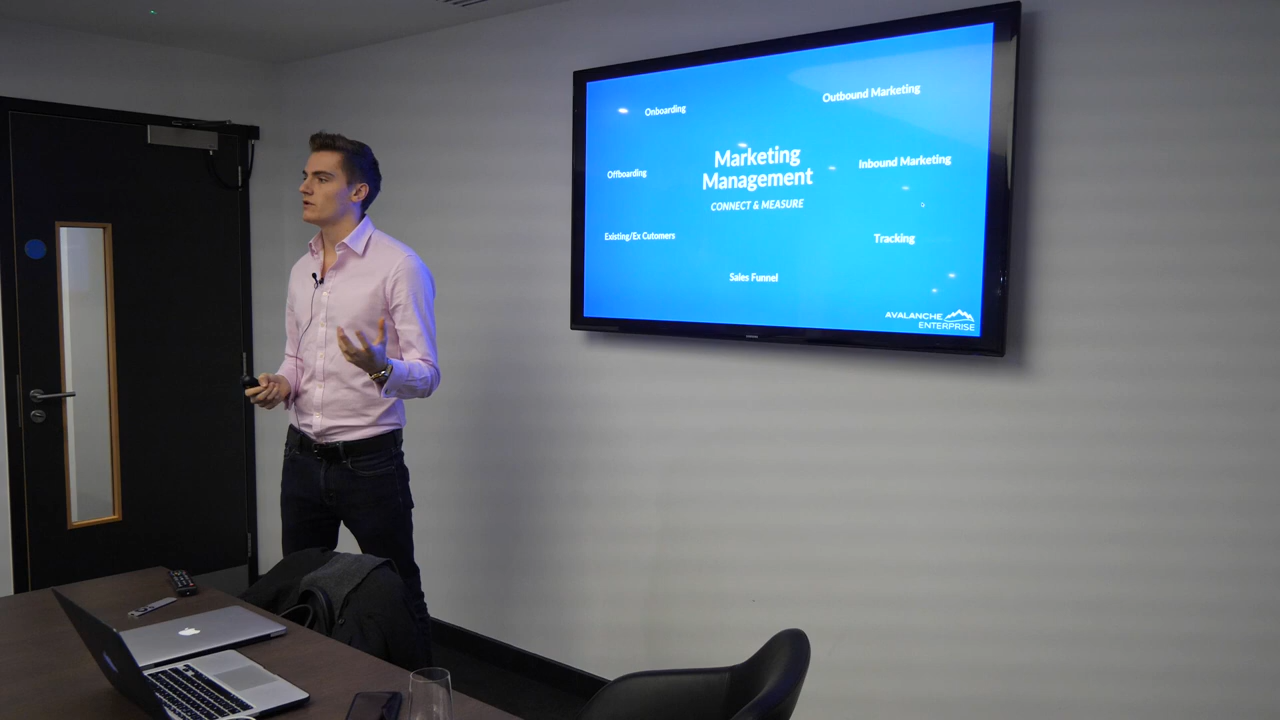 Onboarding
Outbound Marketing
Marketing
Management
CONNECT & MEASURE
Inbound Marketing
Offboarding
Existing/Ex Cutomers
Tracking
Sales Funnel
AVALANCHE
ENTERPRISE